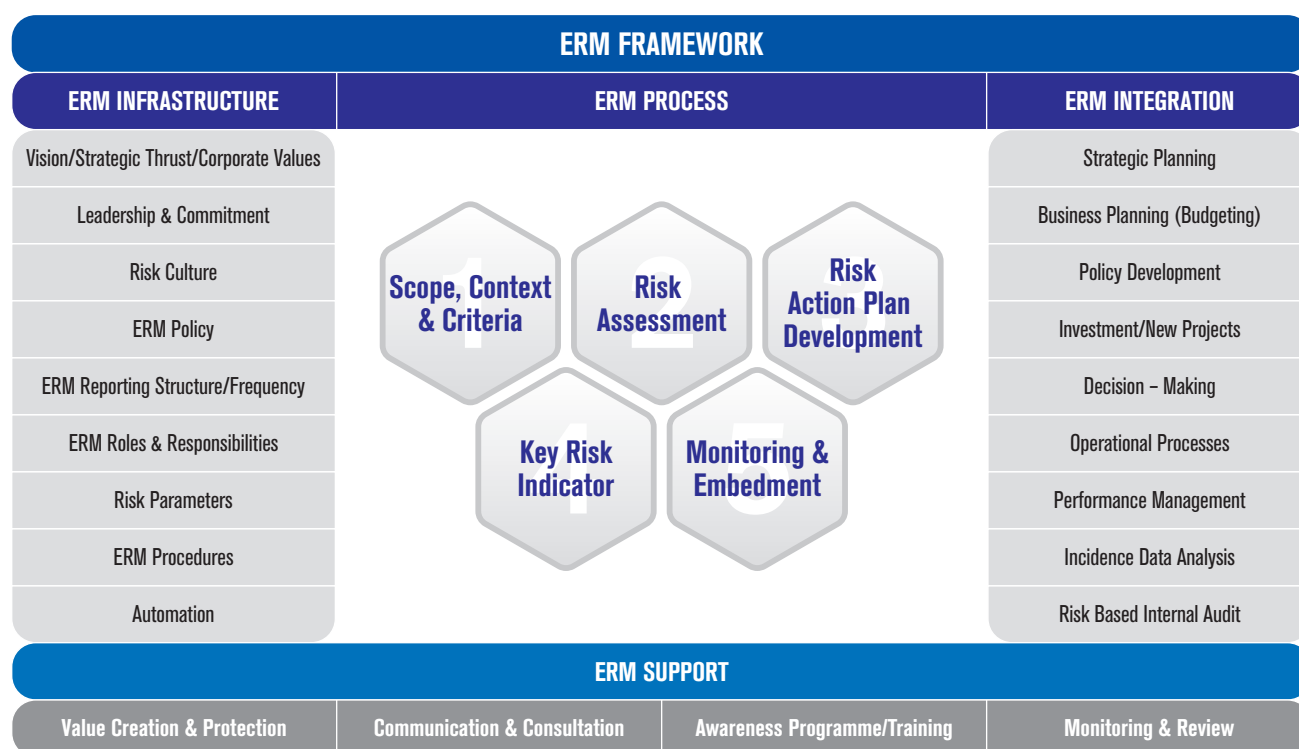 ERM FRAMEWORK
ERM INFRASTRUCTURE
ERM PROCESS
ERM INTEGRATION
Vision/Strategic Thrust/Corporate Values
Leadership & Commitment
Risk Culture
ERM Policy
ERM Reporting Structure/Frequency
ERM Roles & Responsibilities
Risk Parameters
ERM Procedures
Automation
1
Scope, Context
& Criteria
2
Risk
Assessment
3
Risk
Action Plan
Development
4
Key Risk
Indicator
5
Monitoring &
Embedment
Strategic Planning
Business Planning (Budgeting)
Policy Development
Investment/New Projects
Decision – Making
Operational Processes
Performance Management
Incidence Data Analysis
Risk Based Internal Audit
ERM SUPPORT
Value Creation & Protection
Communication & Consultation
Awareness Programme/Training
Monitoring & Review